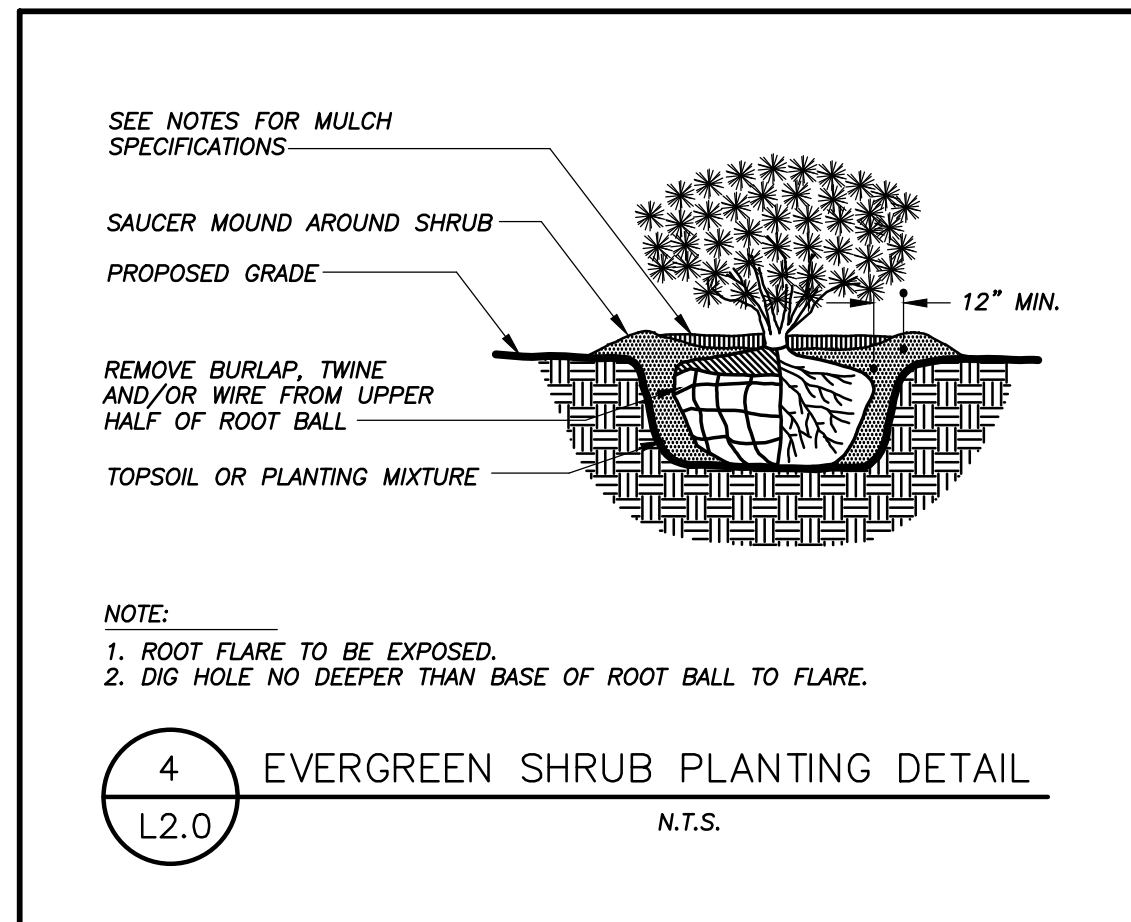 SEE NOTES FOR MULCH
SPECIFICATIONS
SAUCER MOUND AROUND SHRUB
PROPOSED GRADE
12” MIN.
REMOVE BURLAP, TWINE
AND/OR WIRE FROM UPPER
HALF OF ROOT BALL
TOPSOIL OR PLANTING MIXTURE
NOTE:
1. ROOT FLARE TO BE EXPOSED.
2. DIG HOLE NO DEEPER THAN BASE OF ROOT BALL TO FLARE.
4
EVERGREEN SHRUB PLANTING DETAIL
L2.0
N.T.S.